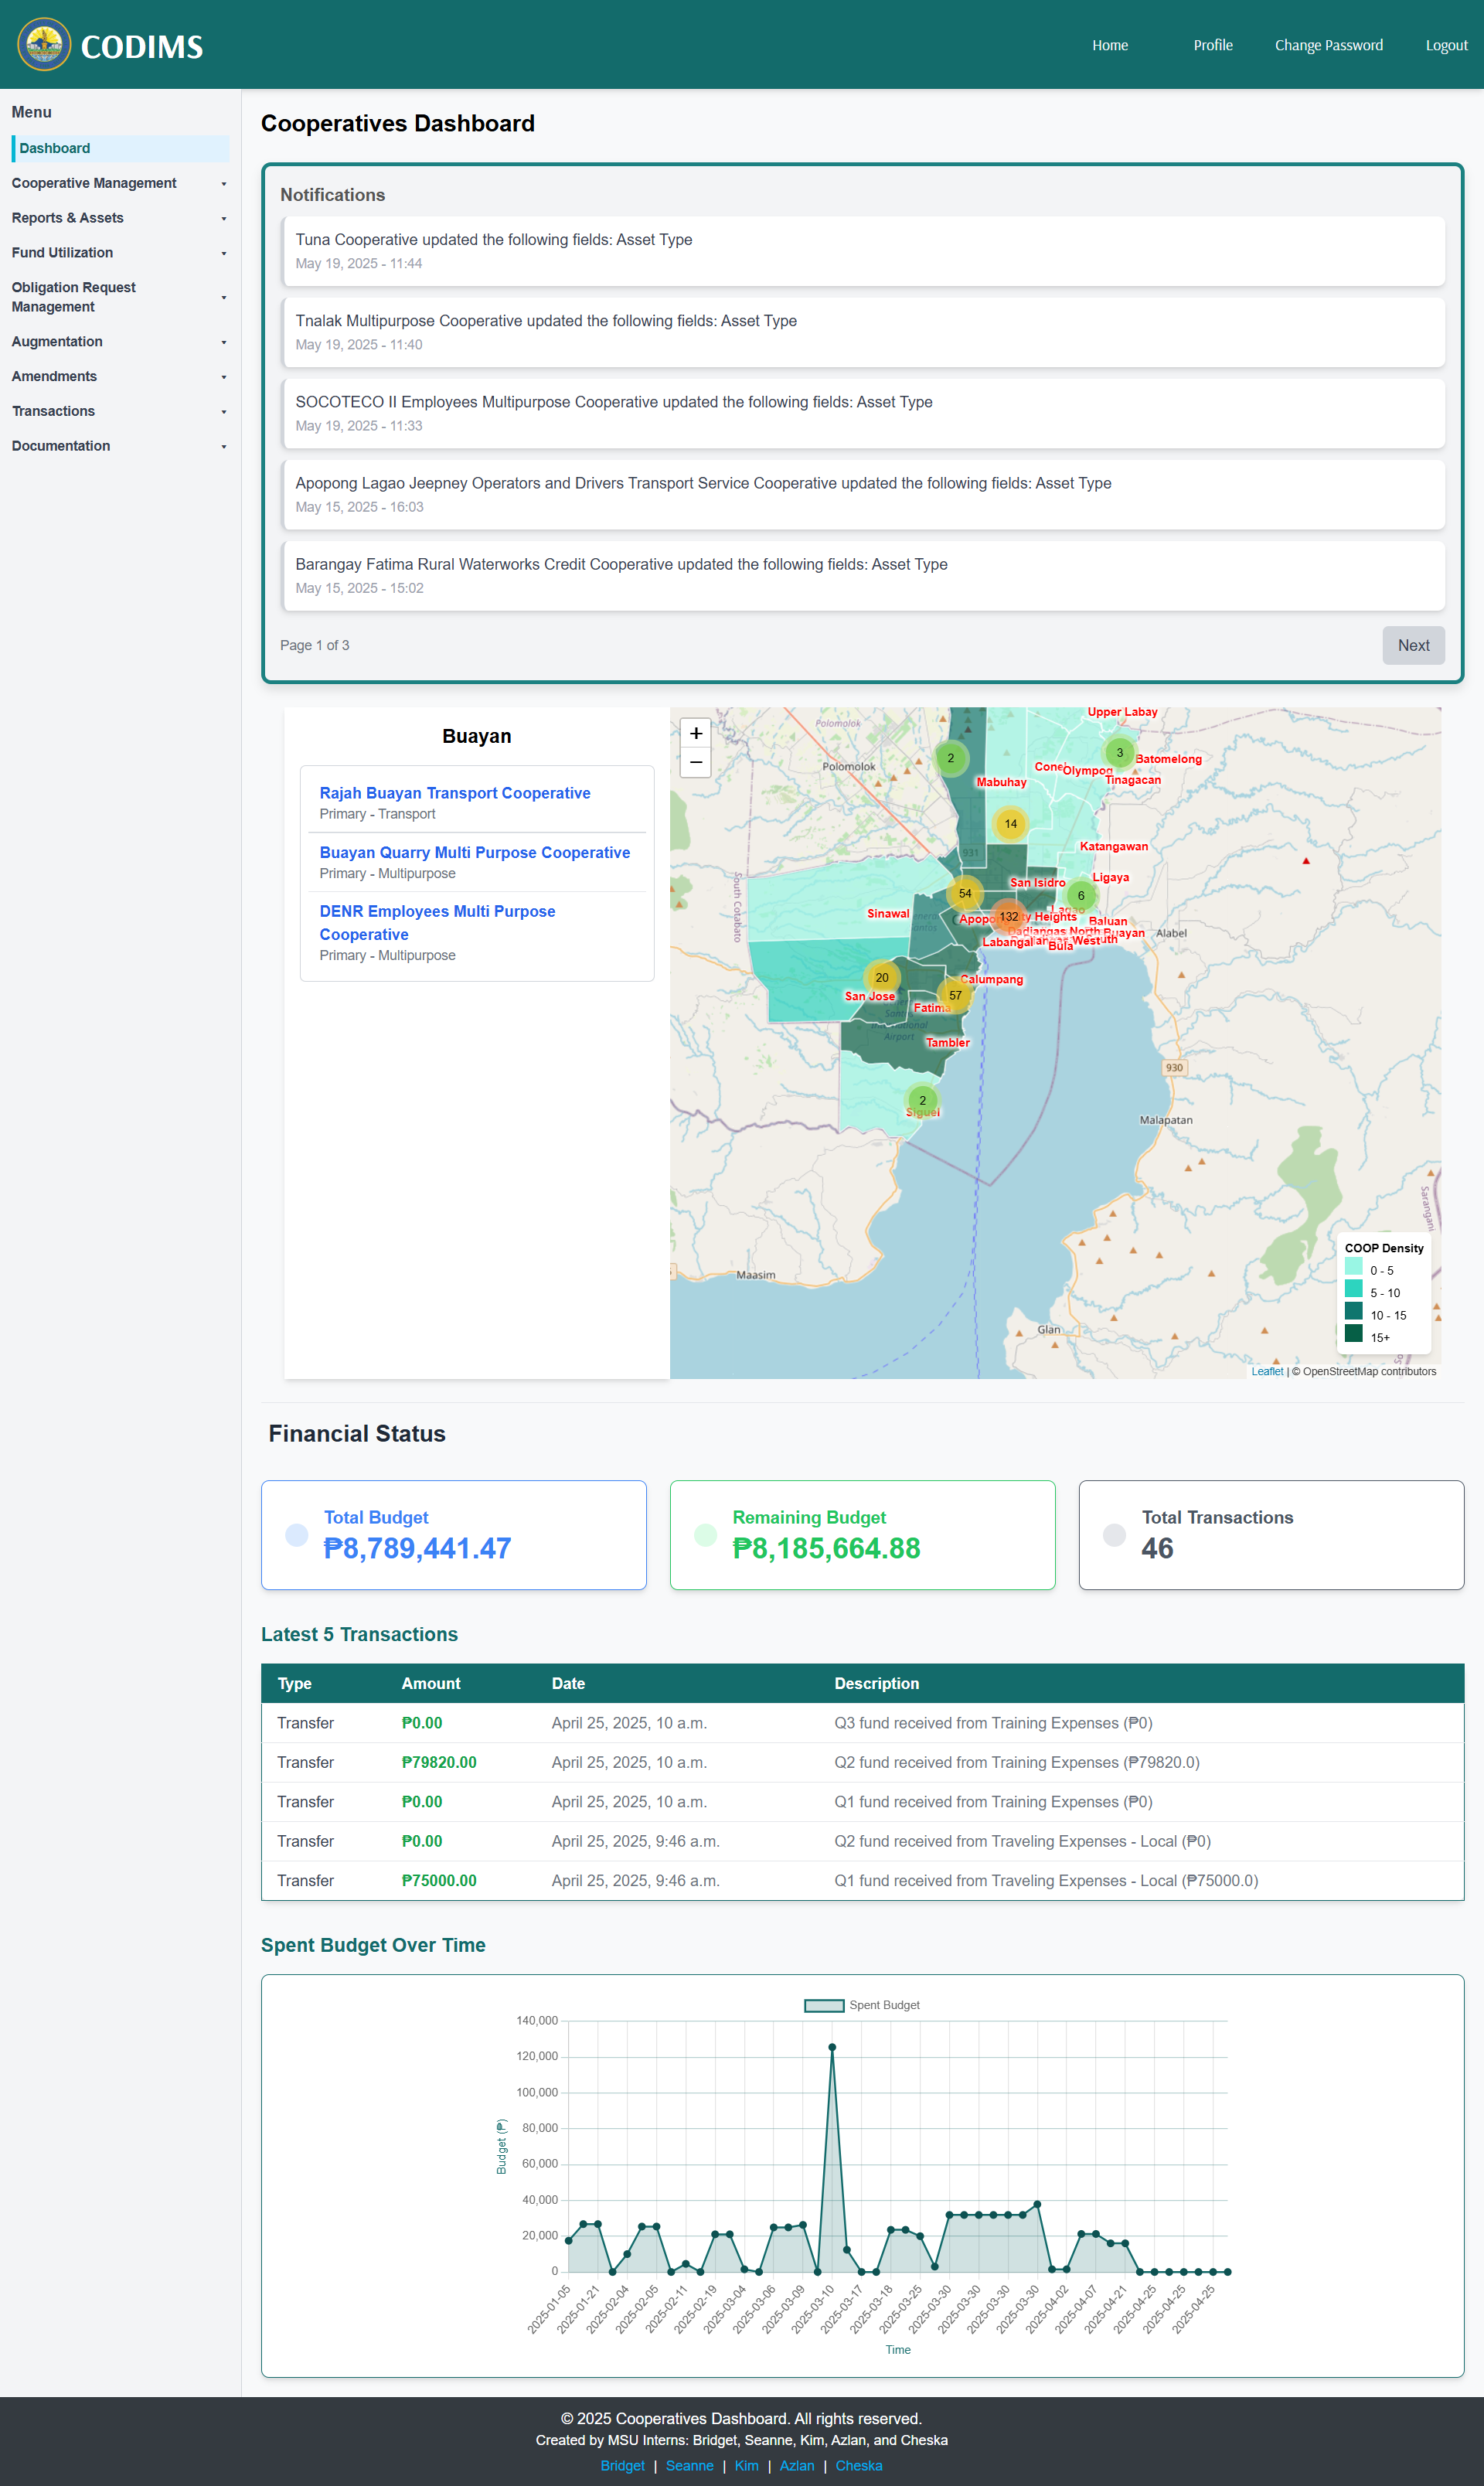 CODIMS
Home
Profile
Change Password
Logout
Menu
Dashboard
Cooperative Management
Reports & Assets
Fund Utilization
Obligation Request
Management
Augmentation
Amendments
Transactions
Documentation
Cooperatives Dashboard
Notifications
Tuna Cooperative updated the following fields: Asset Type
May 19, 2025 - 11:44
Tnalak Multipurpose Cooperative updated the following fields: Asset Type
May 19, 2025 - 11:40
SOCOTECO II Employees Multipurpose Cooperative updated the following fields: Asset Type
May 19, 2025 - 11:33
Apopong Lagao Jeepney Operators and Drivers Transport Service Cooperative updated the following fields: Asset Type
May 15, 2025 - 16:03
Barangay Fatima Rural Waterworks Credit Cooperative updated the following fields: Asset Type
May 15, 2025 - 15:02
Page 1 of 3
Next
Buayan
Rajah Buayan Transport Cooperative
Primary - Transport
Buayan Quarry Multi Purpose Cooperative
Primary - Multipurpose
DENR Employees Multi Purpose
Cooperative
Primary - Multipurpose
+
−
Upper Labay
Polomolok
2
3
Batomelong
Polomolok
Conel
Olympog
Tinagacan
Mabuhay
14
931
Katangawan
San Isidro
Ligaya
54
6
South Cotabato
Sinawal
132
Heights
Baluan
Dadiangas North
Buayan
Alabel
Labangal
Bula
West
20
Calumpang
San Jose
57
Fatima
Airport
Tambler
930
2
Siguel
Malapatan
Sarangani
Maasim
Glan
COOP Density
0 - 5
5 - 10
10 - 15
15+
Leaflet | © OpenStreetMap contributors
Financial Status
Total Budget
₱8,789,441.47
Remaining Budget
₱8,185,664.88
Total Transactions
46
Latest 5 Transactions
Type Amount Date Description
Transfer ₱0.00 April 25, 2025, 10 a.m. Q3 fund received from Training Expenses (₱0)
Transfer ₱79820.00 April 25, 2025, 10 a.m. Q2 fund received from Training Expenses (₱79820.0)
Transfer ₱0.00 April 25, 2025, 10 a.m. Q1 fund received from Training Expenses (₱0)
Transfer ₱0.00 April 25, 2025, 9:46 a.m. Q2 fund received from Traveling Expenses - Local (₱0)
Transfer ₱75000.00 April 25, 2025, 9:46 a.m. Q1 fund received from Traveling Expenses - Local (₱75000.0)
Spent Budget Over Time
Spent Budget
140,000
120,000
100,000
80,000
60,000
40,000
20,000
0
Budget (₱)
2025-01-05
2025-01-21
2025-02-04
2025-02-05
2025-02-11
2025-02-19
2025-03-04
2025-03-06
2025-03-09
2025-03-10
2025-03-17
2025-03-18
2025-03-25
2025-03-30
2025-03-30
2025-03-30
2025-03-30
2025-04-02
2025-04-07
2025-04-21
2025-04-25
2025-04-25
2025-04-25
Time
© 2025 Cooperatives Dashboard. All rights reserved.
Created by MSU Interns: Bridget, Seanne, Kim, Azlan, and Cheska
Bridget | Seanne | Kim | Azlan | Cheska